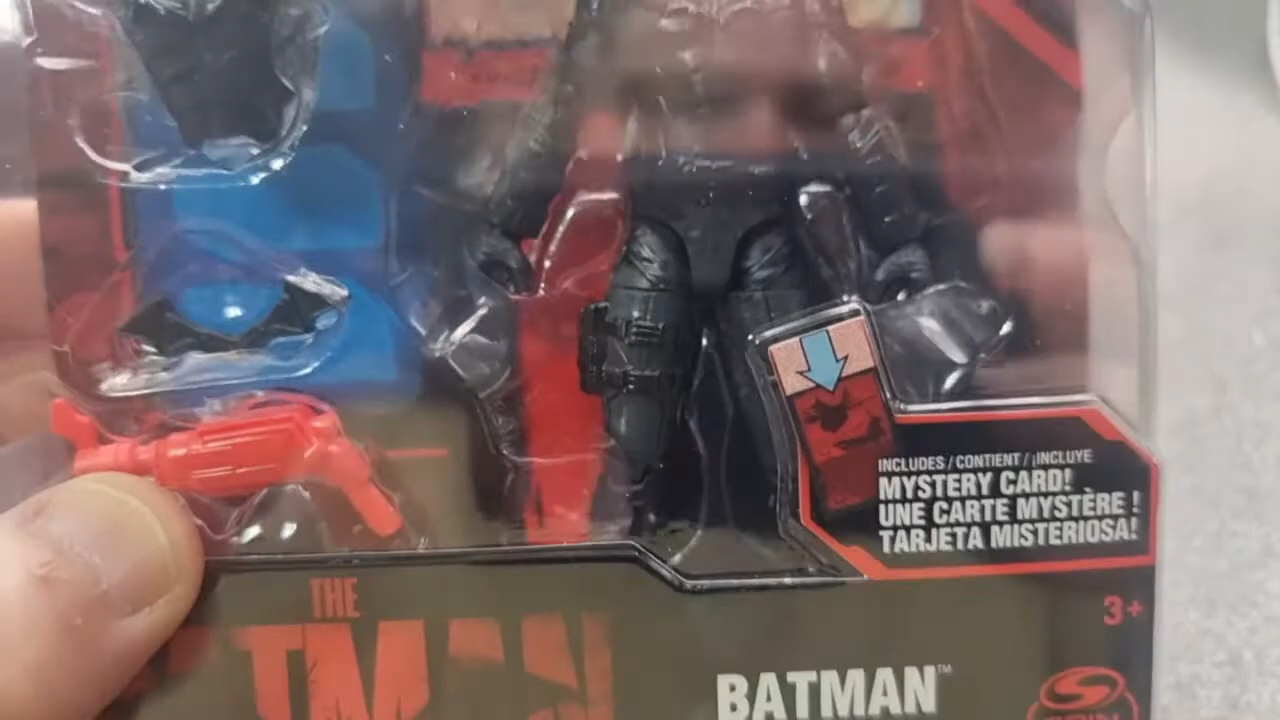 INCLUDES / CONTIENT / ¡INCLUYE
MYSTERY CARD!
UNE CARTE MYSTÈRE !
TARJETA MISTERIOSA!
3+
THE
BATMAN™